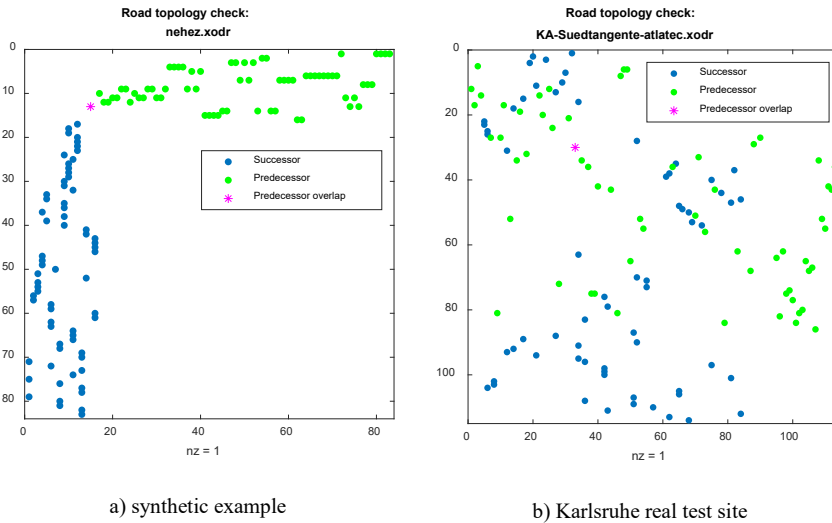 Road topology check:
nehez.xodr
0
10
20
30
40
50
60
70
80
0
20
40
60
80
nz = 1
Successor
Predecessor
Predecessor overlap
a) synthetic example
Road topology check:
KA-Suedtangente-atlatec.xodr
0
20
40
60
80
100
0
20
40
60
80
100
nz = 1
Successor
Predecessor
Predecessor overlap
b) Karlsruhe real test site